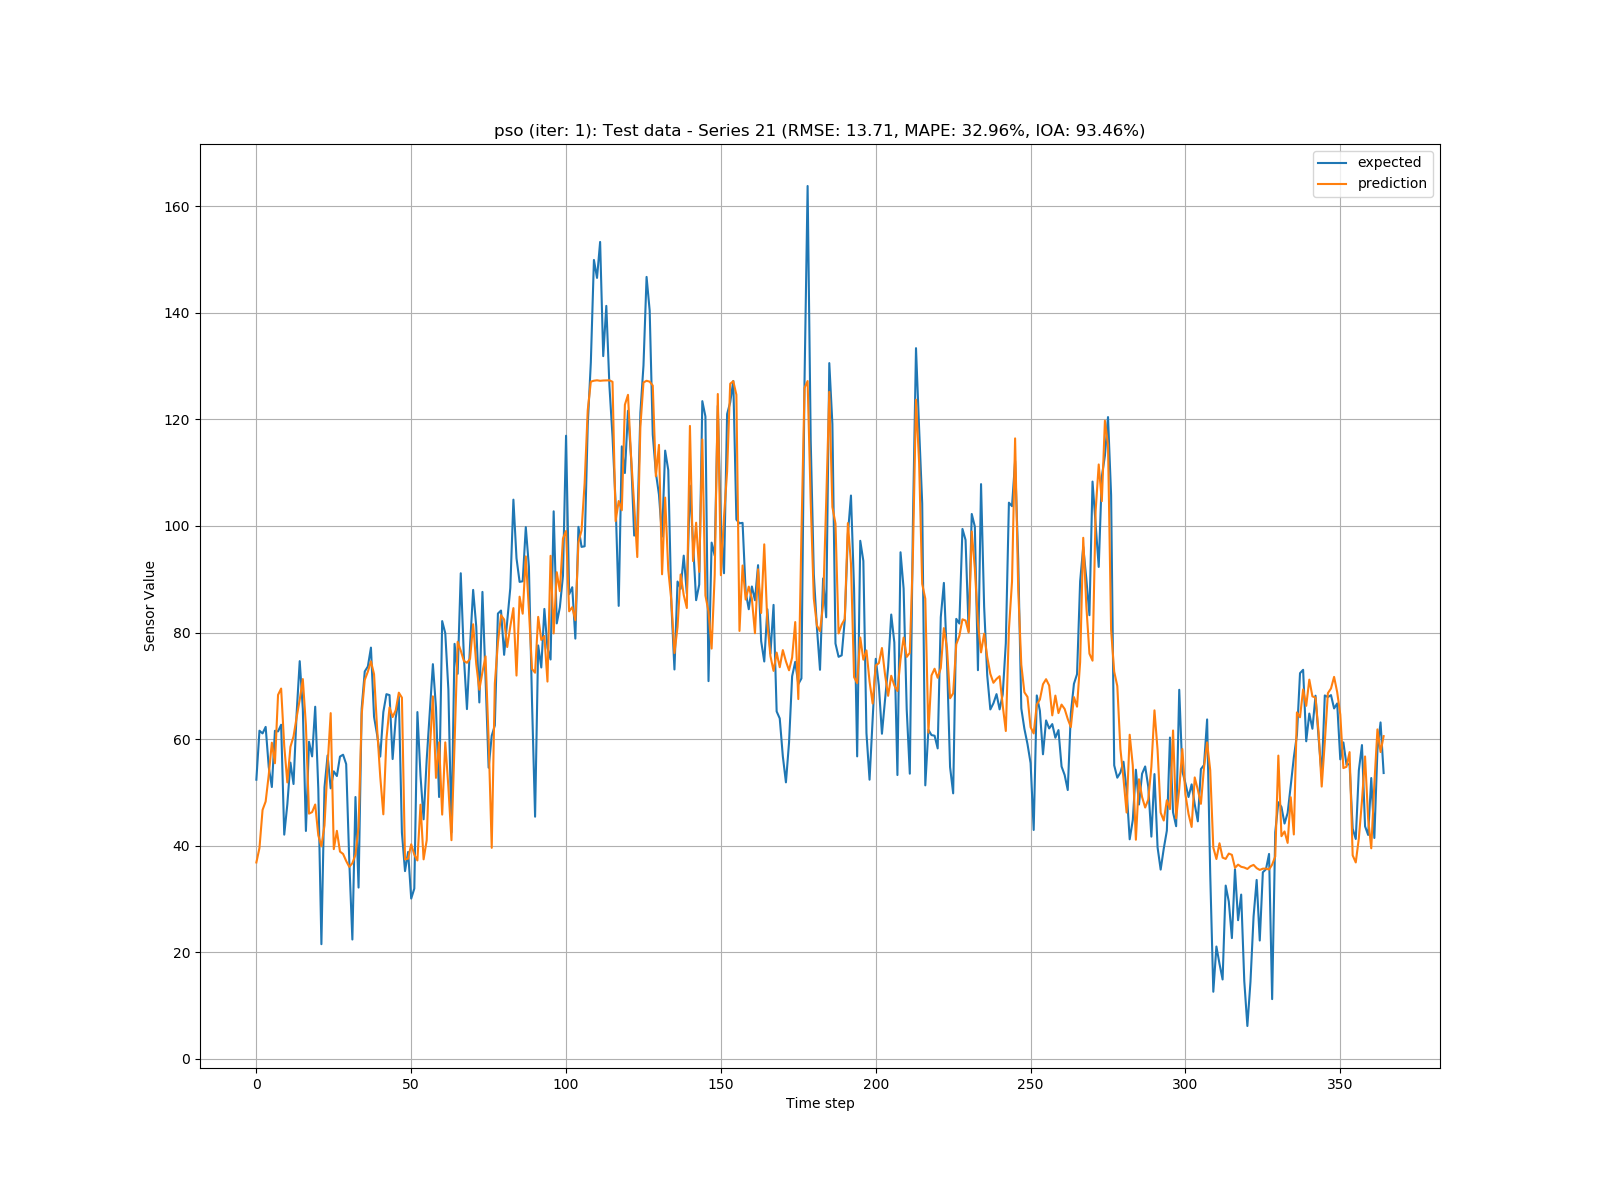 pso (iter: 1): Test data - Series 21 (RMSE: 13.71, MAPE: 32.96%, IOA: 93.46%)
expected
prediction
Sensor Value
160
140
120
100
80
60
40
20
0
0 50 100 150 200 250 300 350
Time step